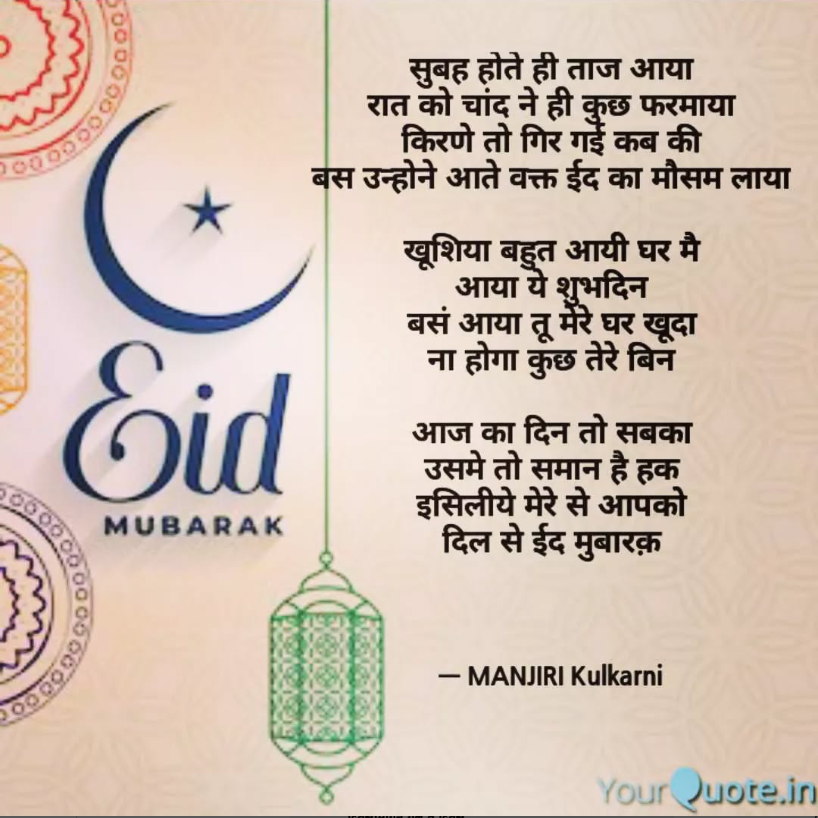 सुबह होते ही ताज आया
रात को चांद ने ही कुछ फरमाया
किरणे तो गिर गई कब की
बस उन्होने आते वक्त ईद का मौसम लाया
खूशिया बहुत आयी घर मै
आया ये शुभदिन
बसं आया तू मेरे घर खूदा
ना होगा कुछ तेरे बिन
आज का दिन तो सबका
उसमे तो समान है हक
इसिलीये मेरे से आपको
दिल से ईद मुबारक़
— MANJIRI Kulkarni
Eid
MUBARAK
YourQuote.in